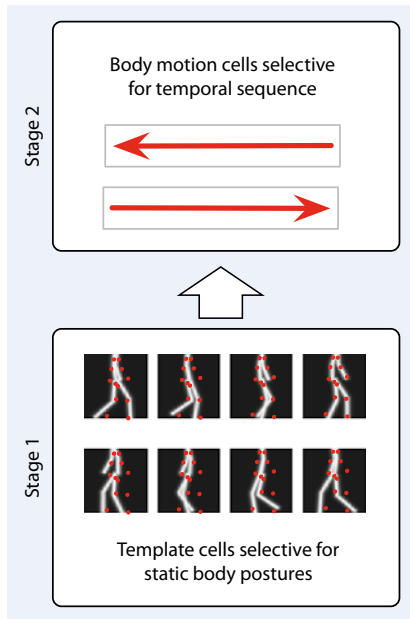 Stage 2
Body motion cells selective
for temporal sequence
Stage 1
Template cells selective for
static body postures